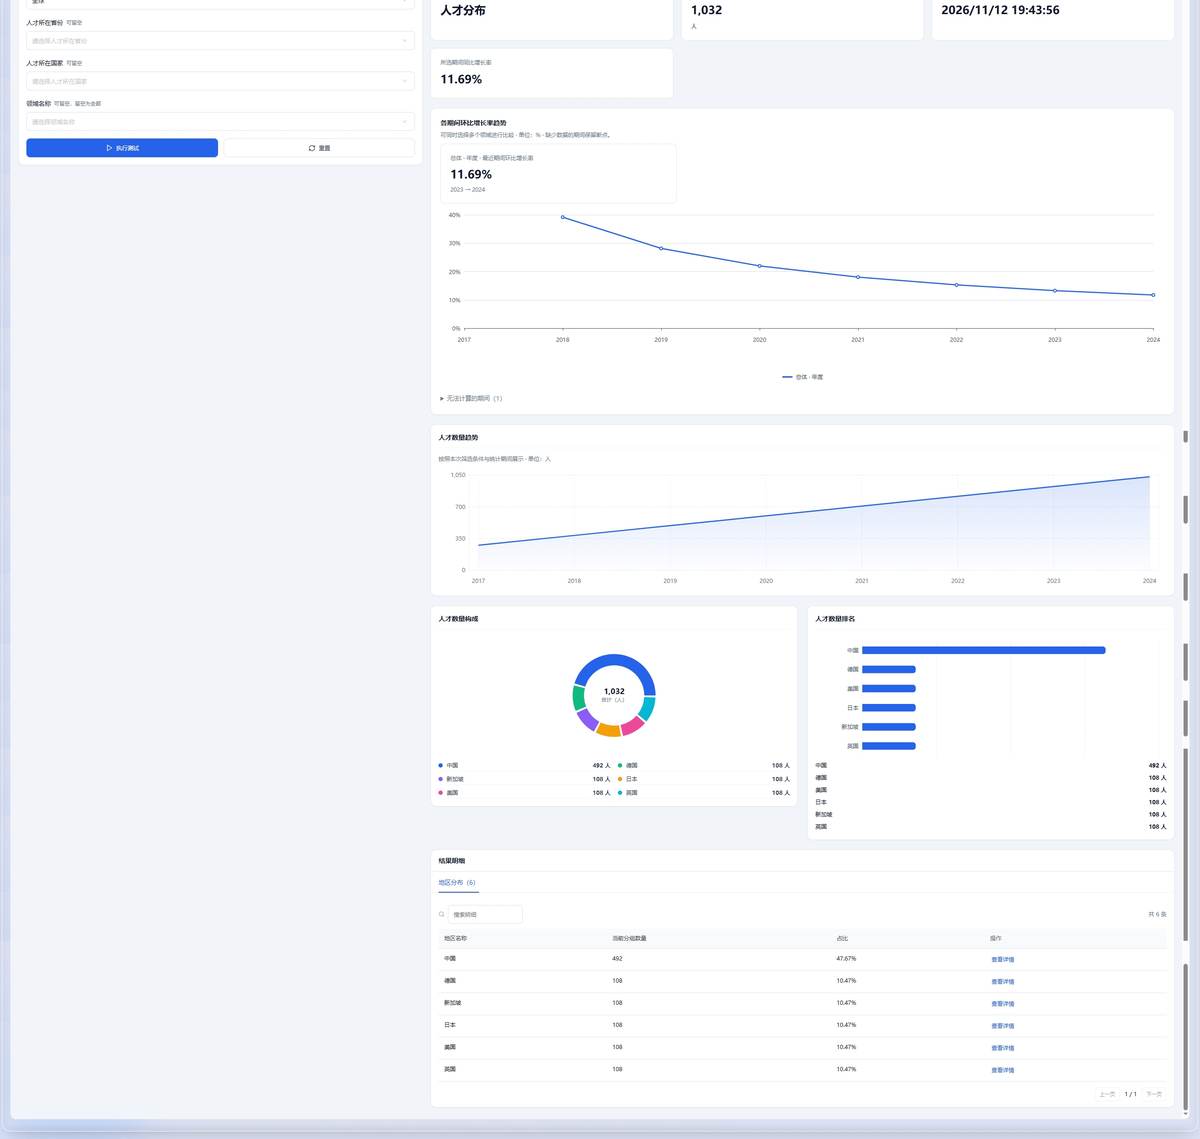 全球
人才所在省份 可留空
请选择人才所在省份
人才所在国家 可留空
请选择人才所在国家
领域名称 可留空，留空为全部
请选择领域名称
执行测试
重置
人才分布
1,032
人
2026/11/12 19:43:56
所选期间同比增长率
11.69%
各期间环比增长率趋势
可同时选择多个领域进行比较 · 单位：% · 缺少数据的期间保留断点。
总体 · 年度 · 最近期间环比增长率
11.69%
2023 → 2024
40%
30%
20%
10%
0%
2017 2018 2019 2020 2021 2022 2023 2024
总体 · 年度
▶ 无法计算的期间（1）
人才数量趋势
按照本次筛选条件与统计期间展示 · 单位：人
1,050
700
350
0
2017 2018 2019 2020 2021 2022 2023 2024
人才数量构成
1,032
总计（人）
中国 492 人 德国 108 人
新加坡 108 人 日本 108 人
美国 108 人 英国 108 人
人才数量排名
中国
德国
美国
日本
新加坡
英国
中国 492 人
德国 108 人
美国 108 人
日本 108 人
新加坡 108 人
英国 108 人
结果明细
地区分布（6）
搜索明细
共 6 条
地区名称 当前分组数量 占比 操作
中国 492 47.67% 查看详情
德国 108 10.47% 查看详情
新加坡 108 10.47% 查看详情
日本 108 10.47% 查看详情
美国 108 10.47% 查看详情
英国 108 10.47% 查看详情
上一页 1 / 1 下一页